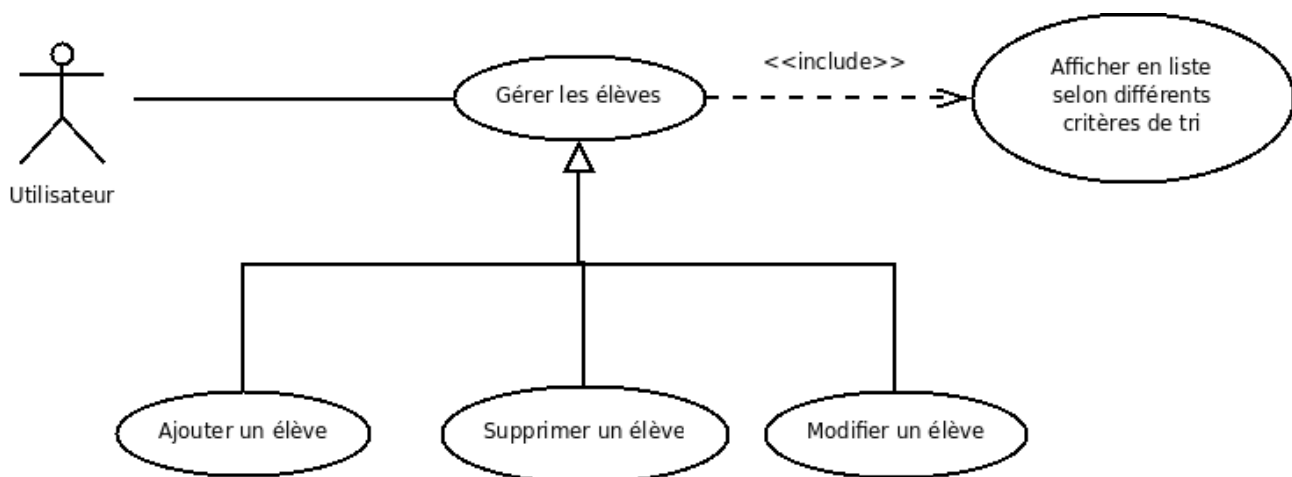 <<include>>
Gérer les élèves
Afficher en liste
selon différents
critères de tri
Utilisateur
Ajouter un élève
Supprimer un élève
Modifier un élève